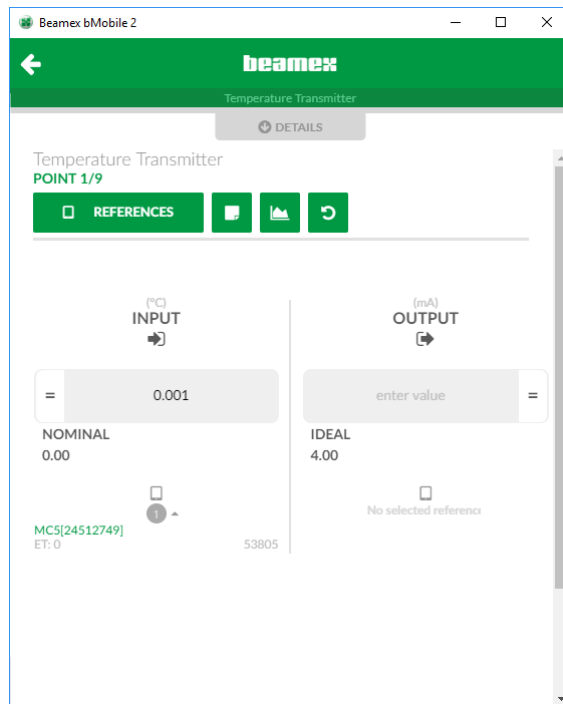 Beamex bMobile 2
beamex
Temperature Transmitter
DETAILS
Temperature Transmitter
POINT 1/9
REFERENCES
(°C)
INPUT
(mA)
OUTPUT
=
0.001
enter value
=
NOMINAL
0.00
IDEAL
4.00
1
No selected referenc
MC5[24512749]
ET: 0
53805